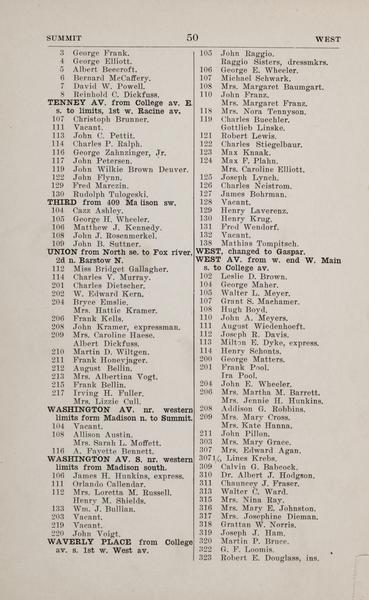 SUMMIT 50 WEST
3 George Frank.
4 George Elliott.
5 Albert Beecroft.
6 Bernard McCaffery.
7 David W. Powell.
8 Reinhold C. Dickfuss.
TENNEY AV. from College av. E.
s. to limits, 1st w. Racine av.
107 Christoph Brunner.
111 Vacant.
113 John C. Pettit.
114 Charles P. Ralph.
116 George Zahnzinger, Jr.
117 John Petersen.
119 John Wilkie Brown Denver.
122 John Flynn.
129 Fred Marezin.
130 Rudolph Tulogeski.
THIRD from 409 Madison sw.
104 Cazz Ashley.
105 George H. Wheeler.
106 Matthew J. Kennedy.
108 John J. Rosenmerkel.
109 John B. Suttner.
UNION from North se. to Fox river,
2d n. Barstow N.
112 Miss Bridget Gallagher.
114 Charles V. Murray.
201 Charles Dietscher.
202 W. Edward Kern.
204 Bryce Emslie.
Mrs. Hattie Kramer.
206 Frank Kells.
208 John Kramer, expressman.
209 Mrs. Caroline Haese.
Albert Dickfuss.
210 Martin D. Wiltgen.
211 Frank Honeyager.
212 August Bellin.
213 Mrs. Albertina Vogt.
215 Frank Bellin.
217 Irving H. Fuller.
Mrs. Lizzie Cull.
WASHINGTON AV. nr. western
limits form Madison n. to Summit.
104 Vacant.
108 Allison Austin.
Mrs. Sarah L. Moffett.
116 A. Fayette Bennett.
WASHINGTON AV. S. nr. western
limits from Madison south.
106 James H. Hunkins, express.
111 Orlando Callendar.
112 Mrs. Loretta M. Russell.
Henry M. Shields.
133 Wm. J. Bullian.
203 Vacant.
219 Vacant.
220 John Voigt.
WAVERLY PLACE from College
av. s. 1st w. West av.
105 John Raggio.
Raggio Sisters, dressmkrs.
106 George E. Wheeler.
107 Michael Schwark.
108 Mrs. Margaret Baumgart.
110 John Franz.
Mrs. Margaret Franz.
118 Mrs. Nora Tennyson.
119 Charles Buechler.
Gottlieb Linske.
121 Robert Lewis.
122 Charles Stiegelbaur.
123 Max Knaak.
124 Max F. Plahn.
Mrs. Caroline Elliott.
125 Joseph Lynch.
126 Charles Neistrom.
127 James Bohrman.
128 Vacant.
129 Henry Laverenz.
130 Henry Krug.
131 Fred Wendorf.
132 Vacant.
138 Mathias Tompitsch.
WEST, changed to Gaspar.
WEST AV. from w. end W. Main
s. to College av.
102 Leslie D. Brown.
104 George Maher.
105 Walter L. Meyer.
107 Grant S. Machamer.
108 Hugh Boyd.
110 John A. Meyers.
111 August Wiedenhoeft.
112 Joseph R. Davis.
113 Milton E. Dyke, express.
114 Henry Schonts.
200 George Matters.
201 Frank Pool.
Ira Pool.
204 John E. Wheeler.
206 Mrs. Martha M. Barrett.
Mrs. Jennie H. Hunkins.
208 Addison G. Robbins.
209 Mrs. Mary Cross.
Mrs. Kate Hanna.
211 John Pillon.
303 Mrs. Mary Grace.
307 Mrs. Edward Agan.
307½ Lines Krebs.
309 Calvin G. Babcock.
310 Dr. Albert J. Hodgson.
311 Chauncey J. Fraser.
313 Walter C. Ward.
315 Mrs. Nina Ray.
316 Mrs. Mary E. Johnston.
317 Mrs. Josephine Dieman.
318 Grattan W. Norris.
319 Joseph J. Ham.
320 Martin P. Bruce.
322 G. F. Loomis.
323 Robert E. Douglass, ins.